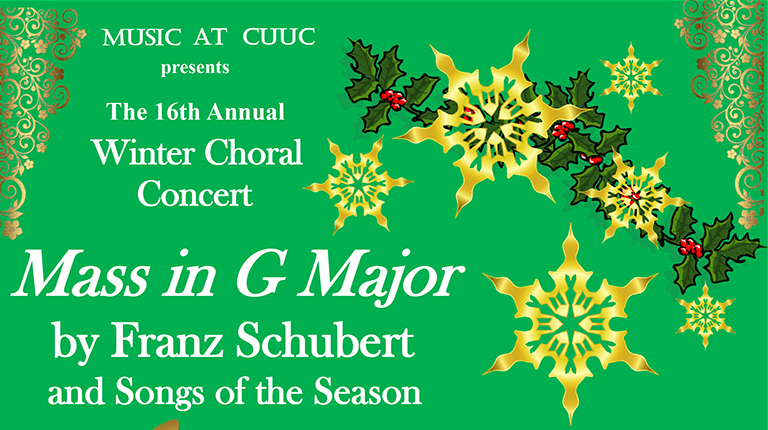 MUSIC AT CUUC
presents
The 16th Annual
Winter Choral
Concert
Mass in G Major
by Franz Schubert
and Songs of the Season